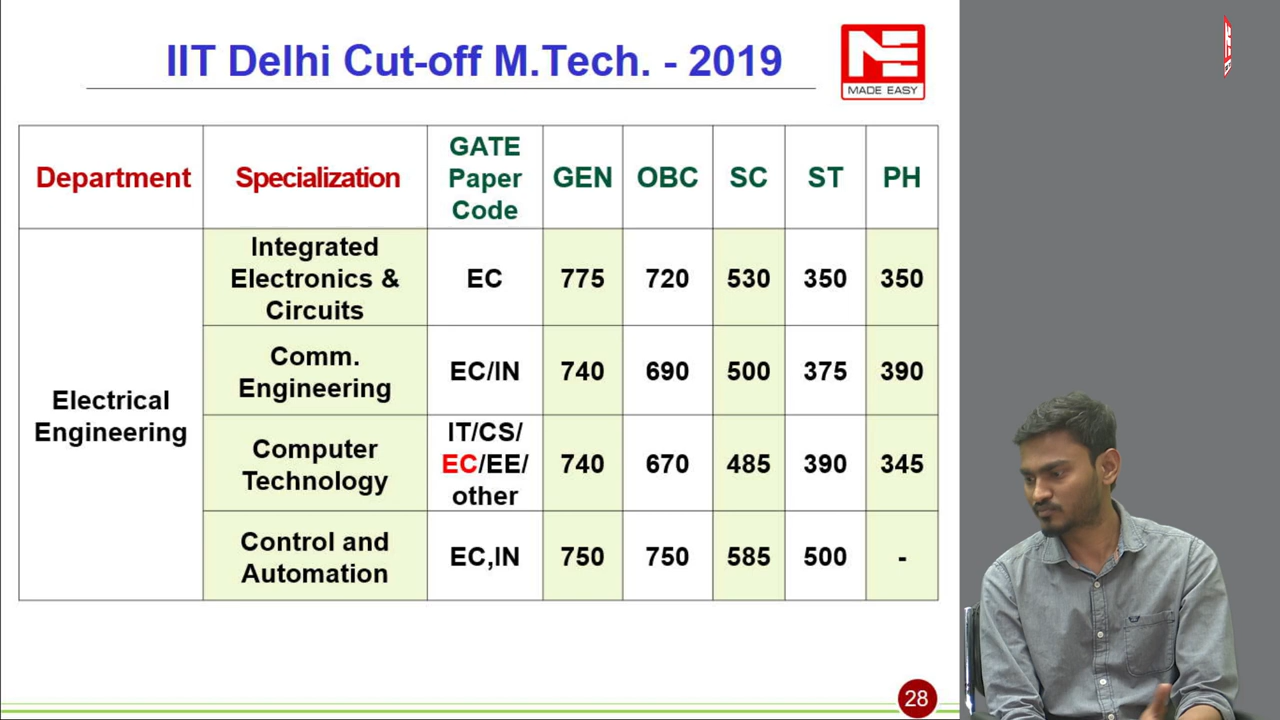 IIT Delhi Cut-off M.Tech. - 2019
MADE EASY
Department
Specialization
GATE
Paper
Code
GEN
OBC
SC
ST
PH
Electrical
Engineering
Integrated
Electronics &
Circuits
EC
775
720
530
350
350
Comm.
Engineering
EC/IN
740
690
500
375
390
Computer
Technology
IT/CS/
EC/EE/
other
740
670
485
390
345
Control and
Automation
EC,IN
750
750
585
500
-
28